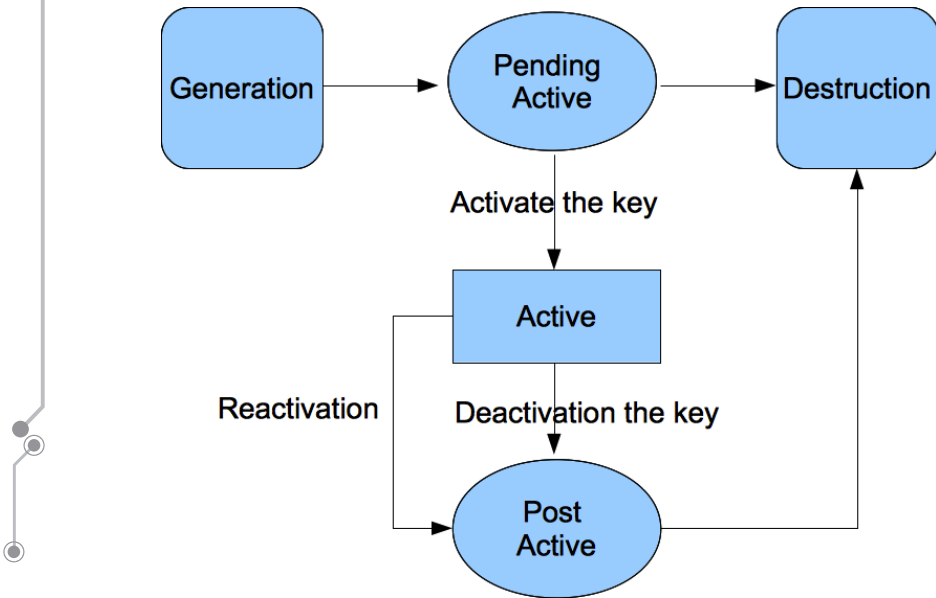 Generation
Pending
Active
Destruction
Activate the key
Active
Reactivation
Deactivation the key
Post
Active